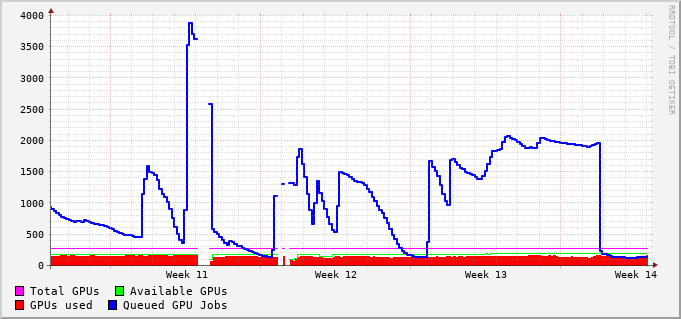 4000
3500
3000
2500
2000
1500
1000
500
0
Week 11 Week 12 Week 13 Week 14
Total GPUs Available GPUs
GPUs used Queued GPU Jobs
RRDTOOL / TOBI OETIKER